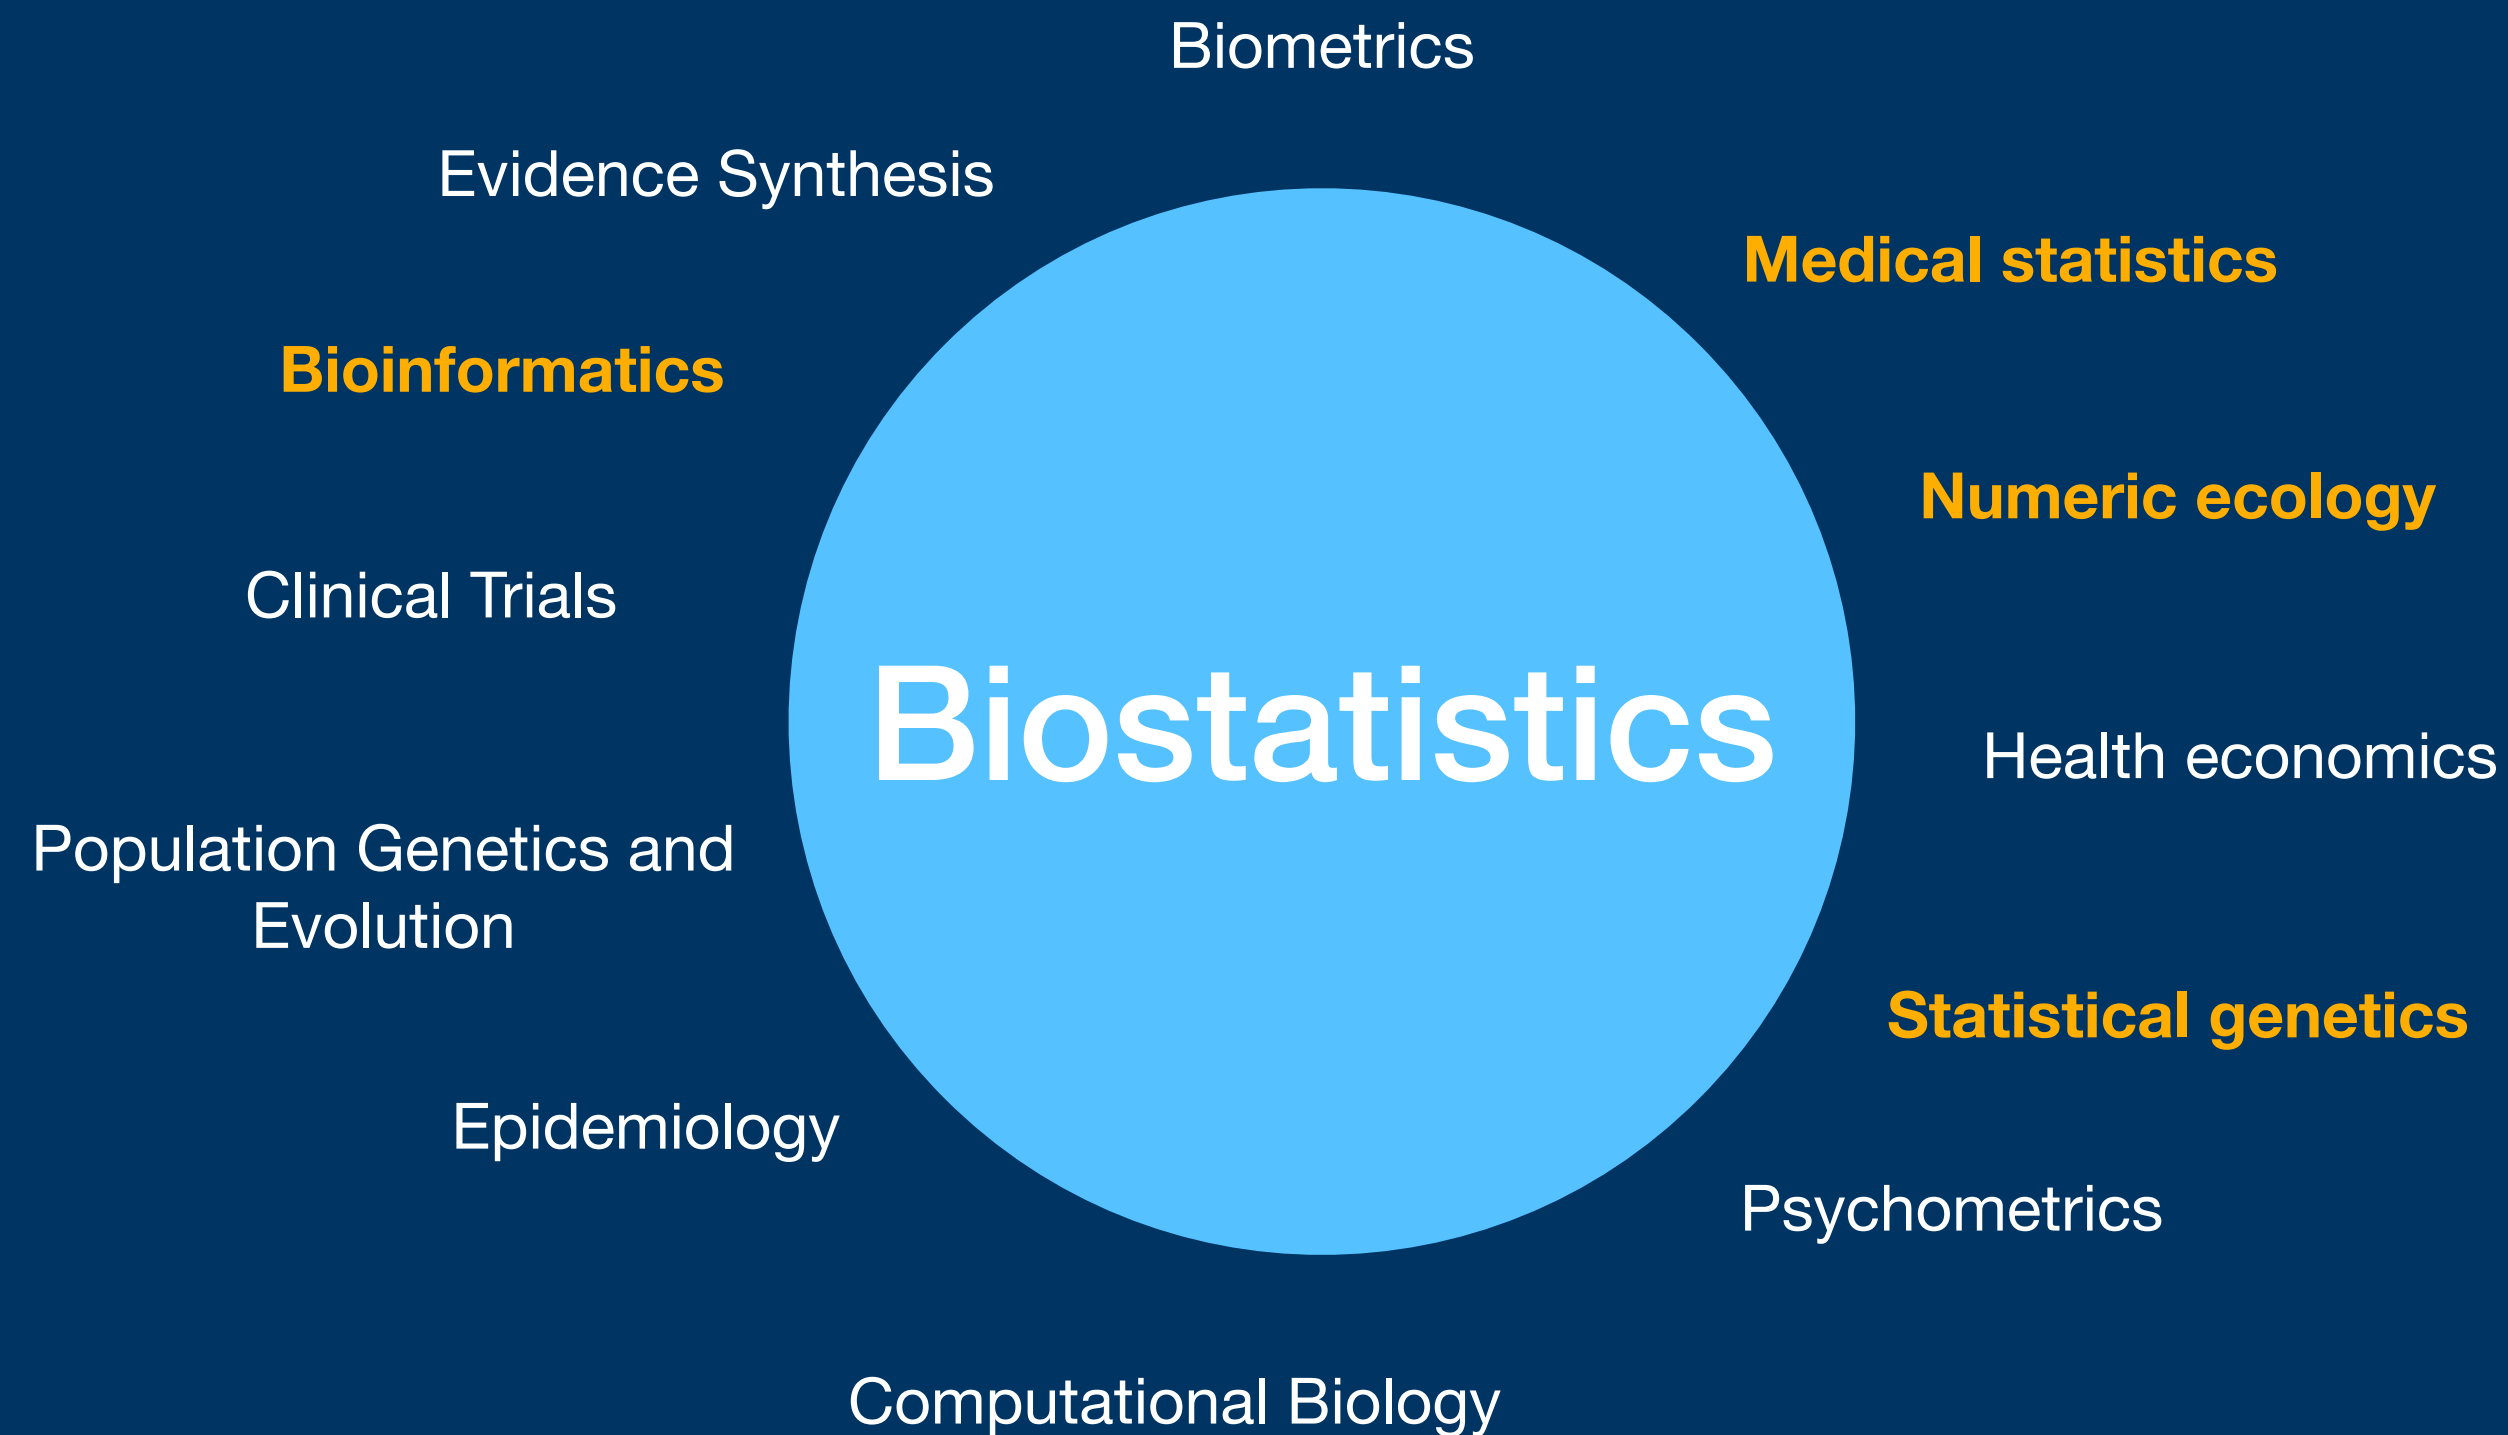 Biometrics
Evidence Synthesis
Medical statistics
Bioinformatics
Numeric ecology
Clinical Trials
Biostatistics
Health economics
Population Genetics and
Evolution
Statistical genetics
Epidemiology
Psychometrics
Computational Biology